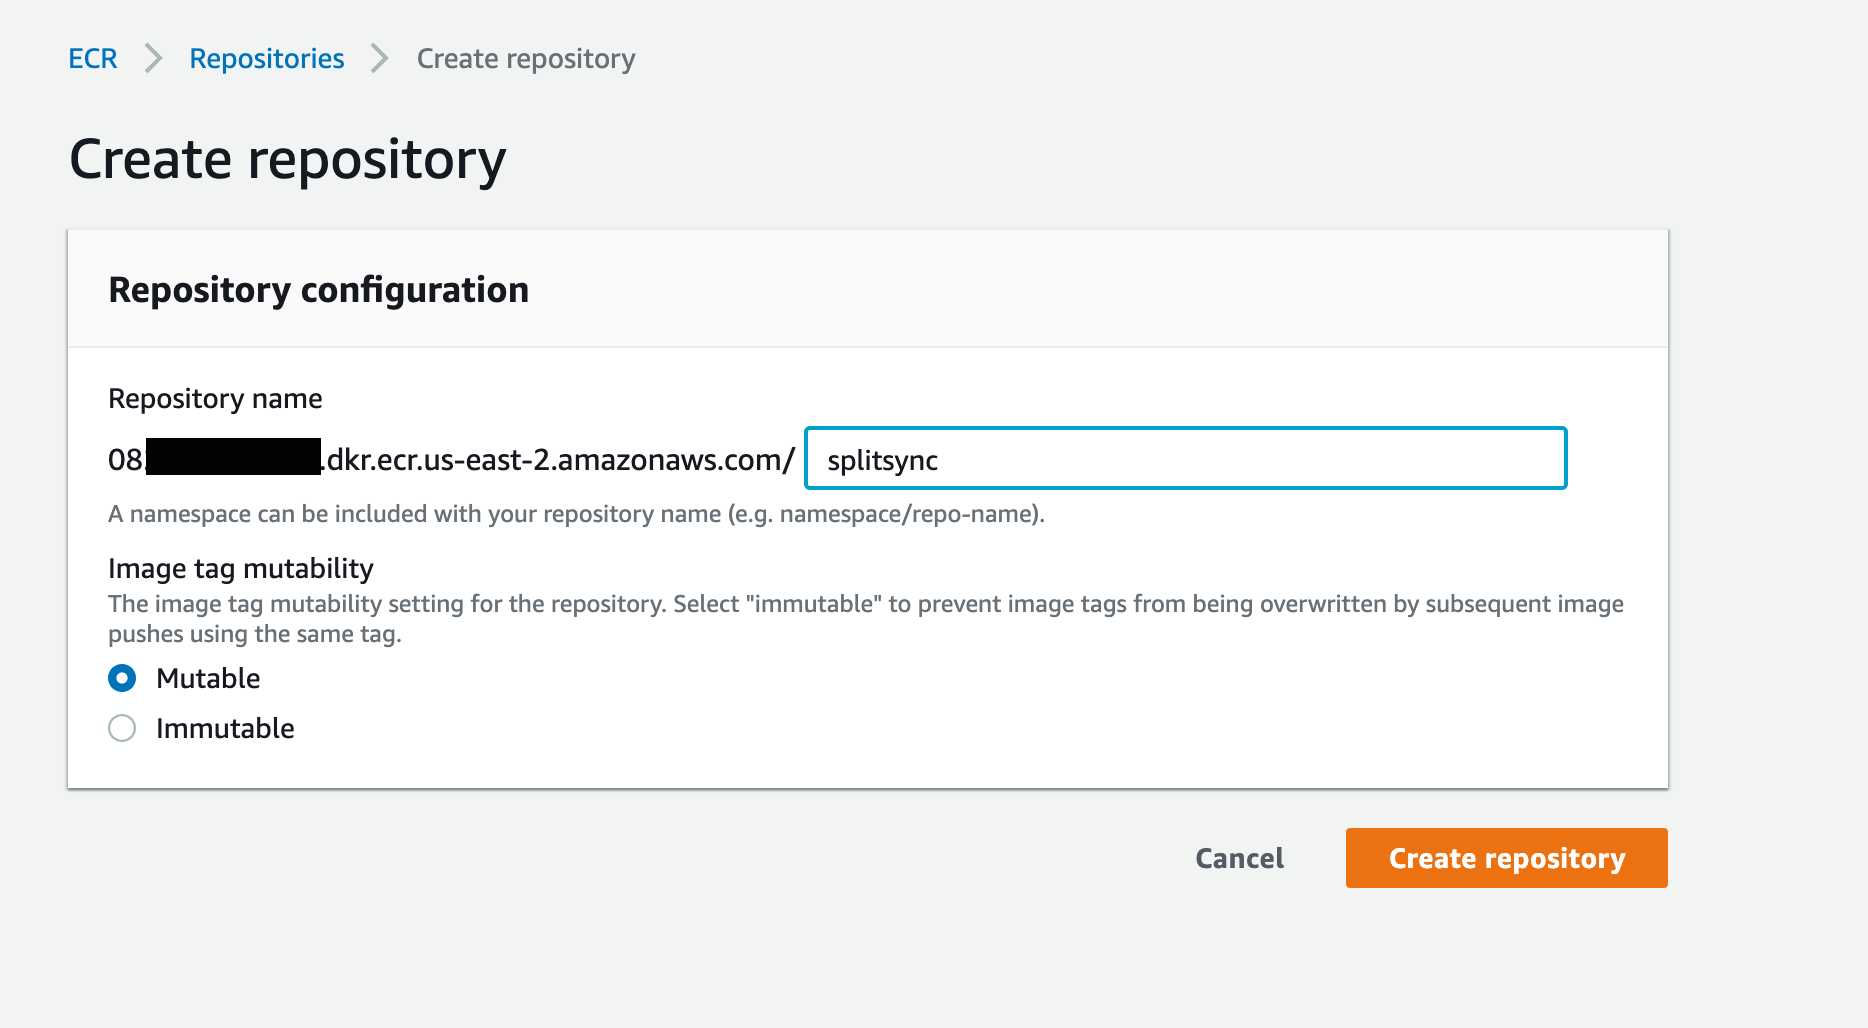 ECR Repositories Create repository
Create repository
Repository configuration
Repository name
08 .dkr.ecr.us-east-2.amazonaws.com/ splitsync
A namespace can be included with your repository name (e.g. namespace/repo-name).
Image tag mutability
The image tag mutability setting for the repository. Select "immutable" to prevent image tags from being overwritten by subsequent image
pushes using the same tag.
Mutable
Immutable
Cancel Create repository